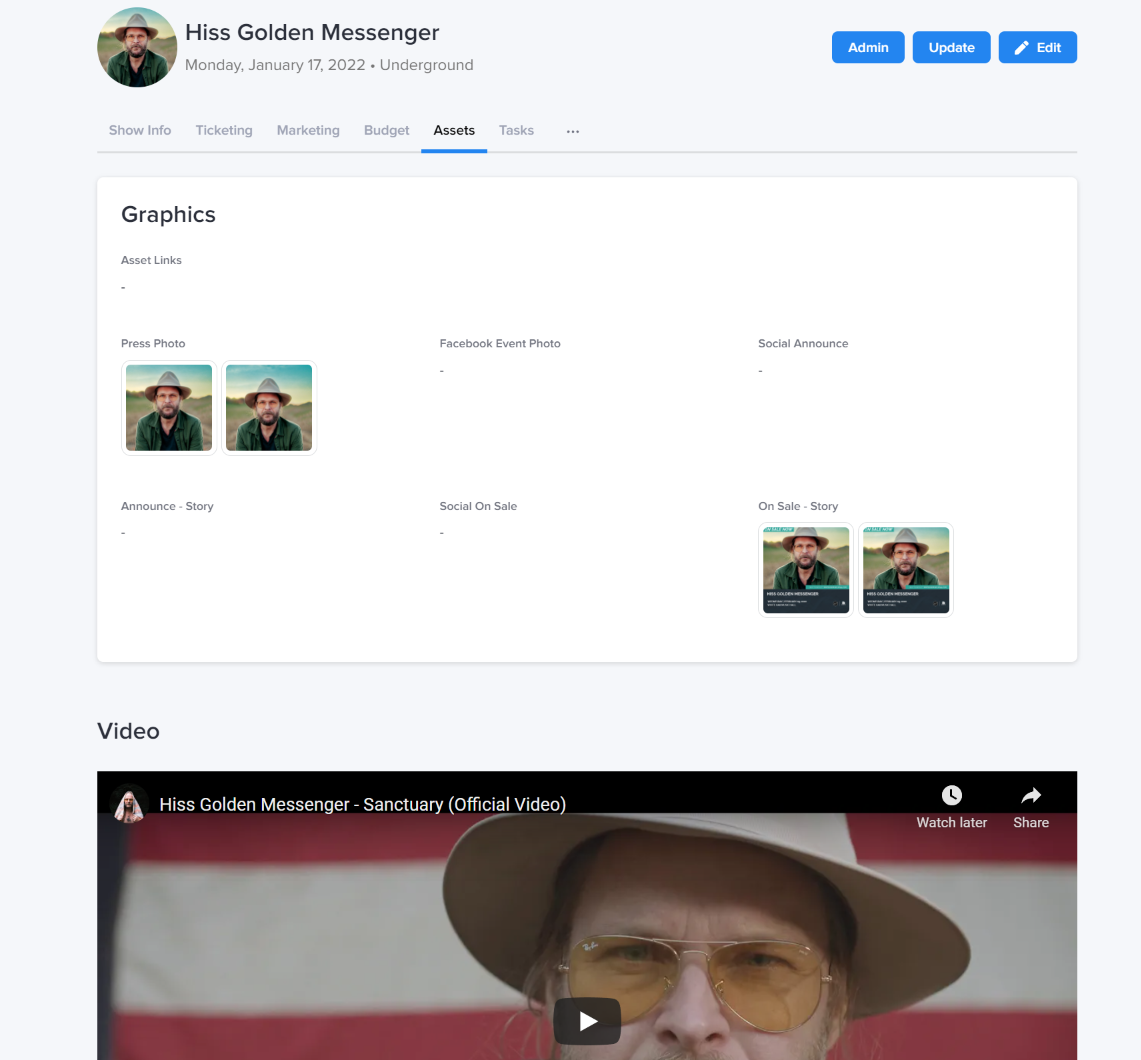 Hiss Golden Messenger
Monday, January 17, 2022 • Underground
Admin
Update
Edit
Show Info
Ticketing
Marketing
Budget
Assets
Tasks
...
Graphics
Asset Links
-
Press Photo
Facebook Event Photo
Social Announce
-
-
Announce - Story
Social On Sale
On Sale - Story
-
-
SALE NOW
SALE NOW
HISS GOLDEN MESSENGER
HISS GOLDEN MESSENGER
Video
Hiss Golden Messenger - Sanctuary (Official Video)
Watch later
Share
Ray-Ban